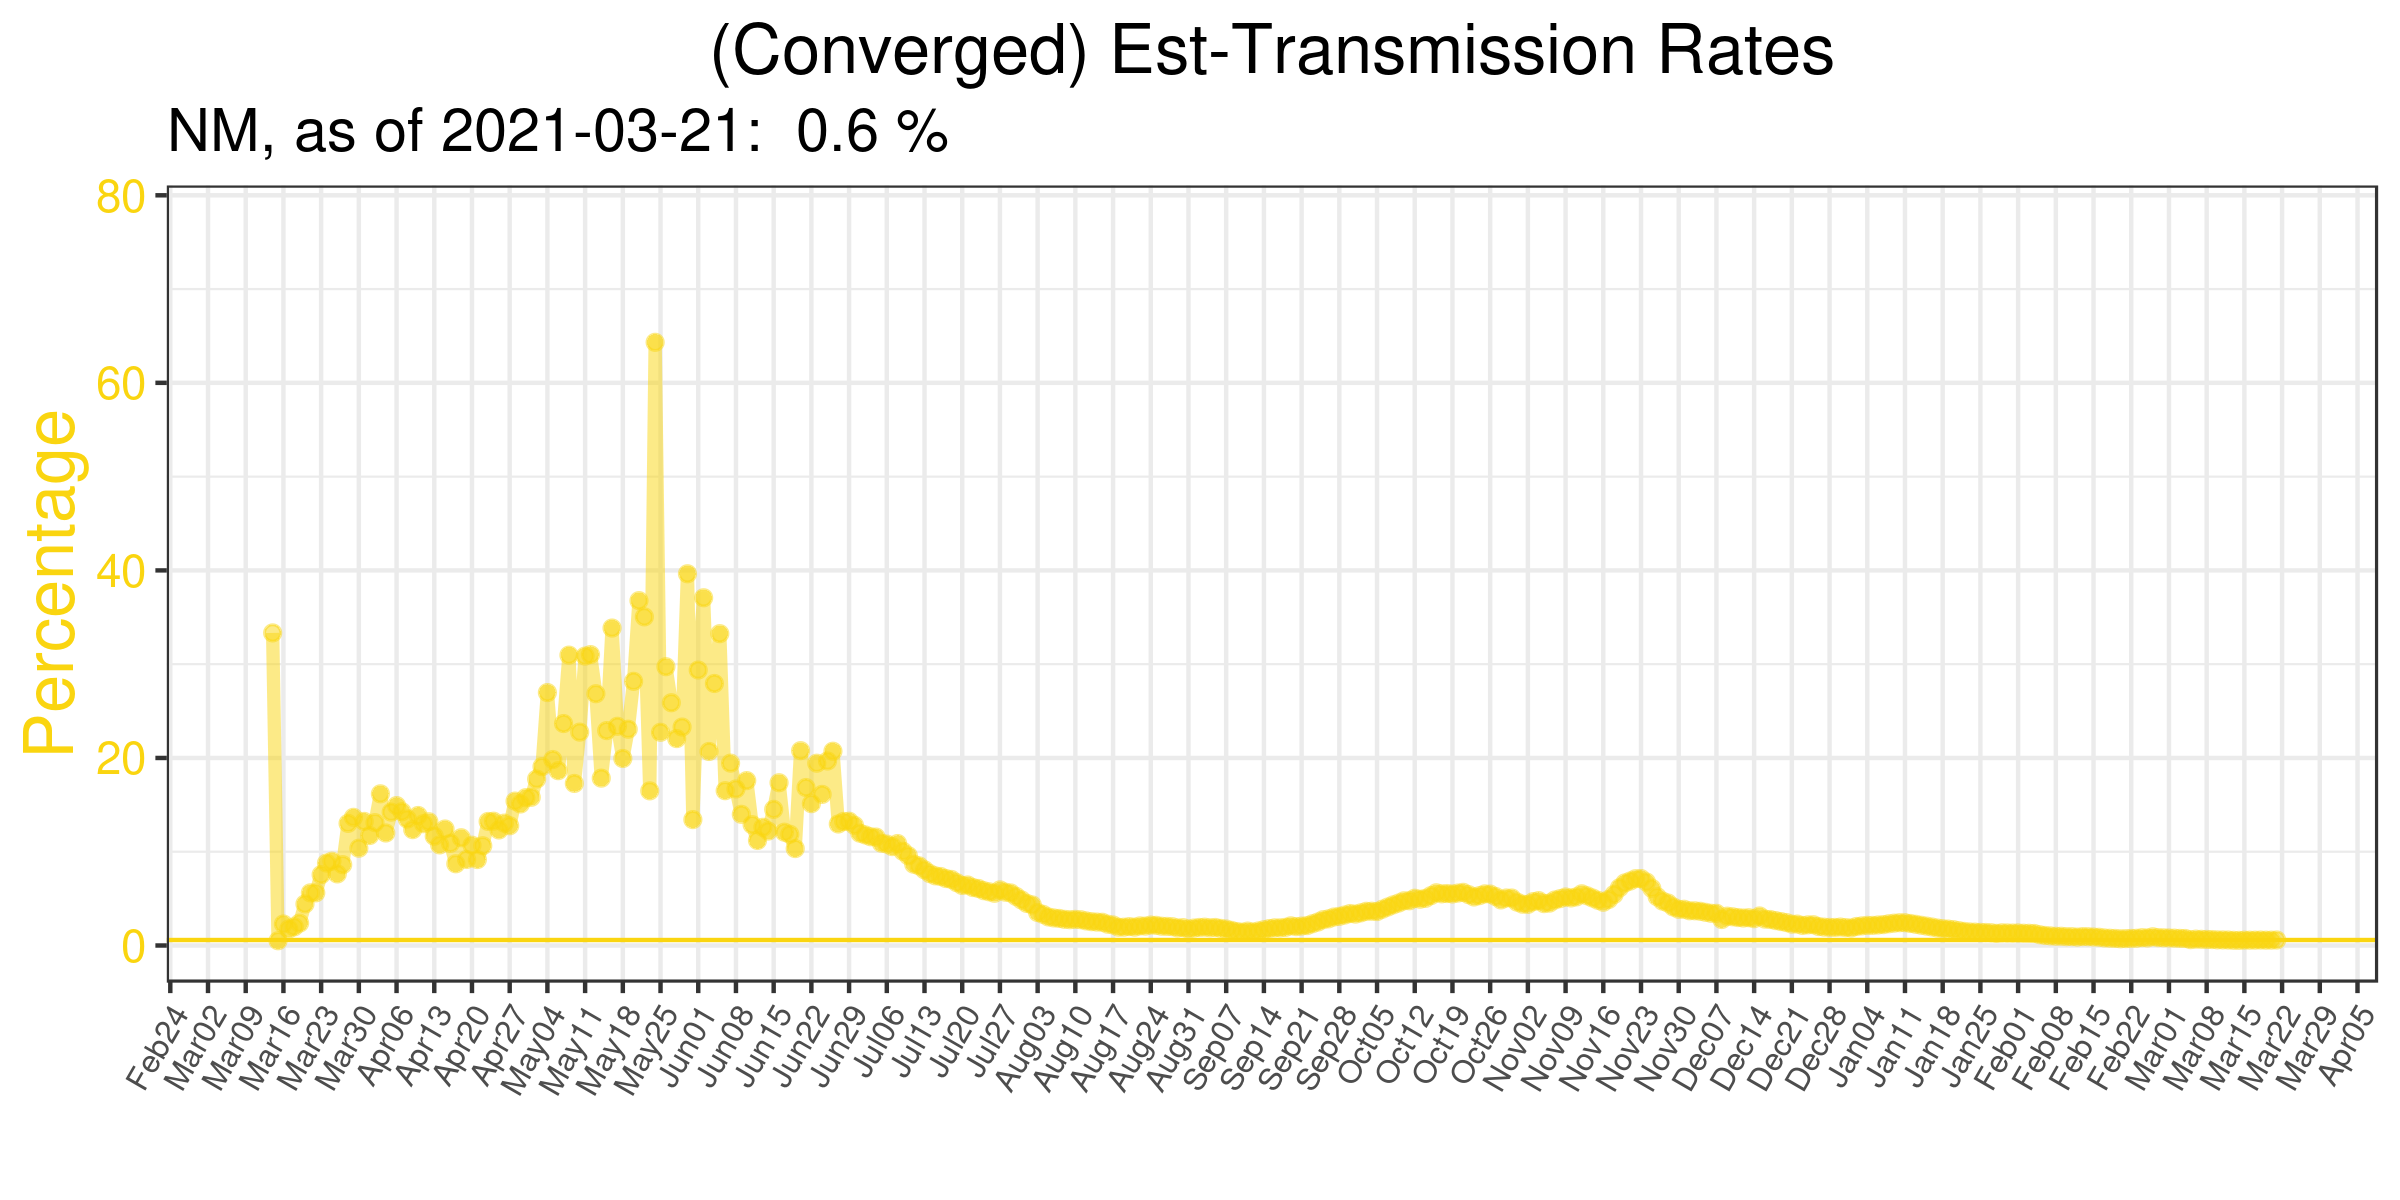 (Converged) Est-Transmission Rates
NM, as of 2021-03-21:  0.6 %
Percentage
80
60
40
20
0
Feb24
Mar02
Mar09
Mar16
Mar23
Mar30
Apr06
Apr13
Apr20
Apr27
May04
May11
May18
May25
Jun01
Jun08
Jun15
Jun22
Jun29
Jul06
Jul13
Jul20
Jul27
Aug03
Aug10
Aug17
Aug24
Aug31
Sep07
Sep14
Sep21
Sep28
Oct05
Oct12
Oct19
Oct26
Nov02
Nov09
Nov16
Nov23
Nov30
Dec07
Dec14
Dec21
Dec28
Jan04
Jan11
Jan18
Jan25
Feb01
Feb08
Feb15
Feb22
Mar01
Mar08
Mar15
Mar22
Mar29
Apr05